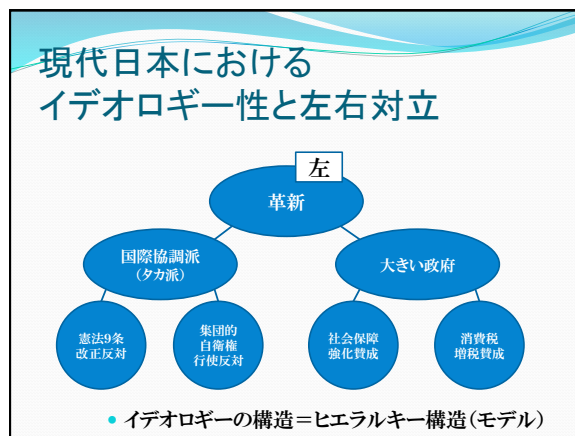 現代日本における
イデオロギー性と左右対立
左
革新
国際協調派
(タカ派)
大きい政府
憲法9条
改正反対
集団的
自衛権
行使反対
社会保障
強化賛成
消費税
増税賛成
• イデオロギーの構造=ヒエラルキー構造(モデル)